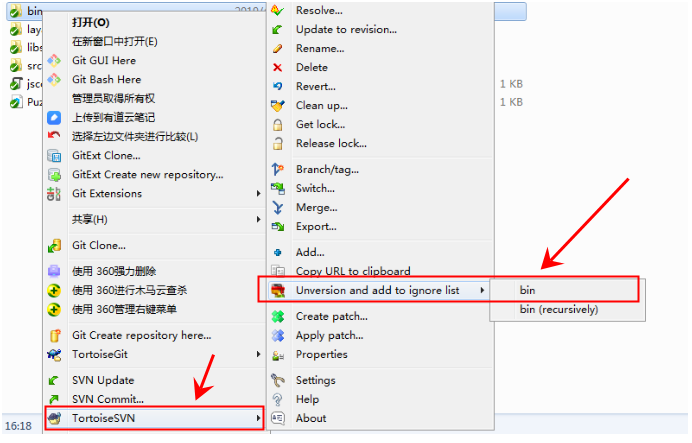 bin
2019/
lay
libs
src
jsc
1 KB
Puz
1 KB
打开(O)
在新窗口中打开(E)
Git GUI Here
Git Bash Here
管理员取得所有权
上传到有道云笔记
选择左边文件夹进行比较(L)
GitExt Clone...
GitExt Create new repository...
Git Extensions
共享(H)
Git Clone...
使用 360强力删除
使用 360进行木马云查杀
使用 360管理右键菜单
Git Create repository here...
TortoiseGit
SVN Update
SVN Commit...
TortoiseSVN
Resolve...
Update to revision...
Rename...
Delete
Revert...
Clean up...
Get lock...
Release lock...
Branch/tag...
Switch...
Merge...
Export...
Add...
Copy URL to clipboard
Unversion and add to ignore list
Create patch...
Apply patch...
Properties
Settings
Help
About
bin
bin (recursively)
16:18